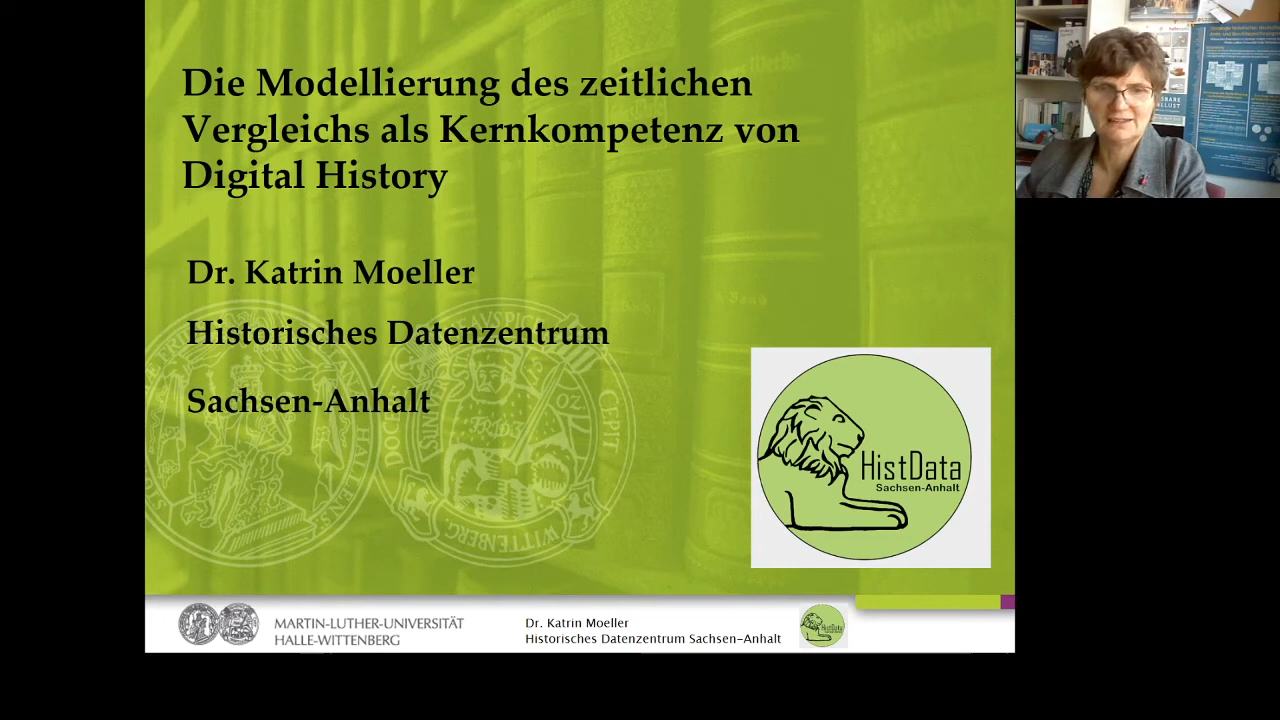 Die Modellierung des zeitlichen
Vergleichs als Kernkompetenz von
Digital History
Dr. Katrin Moeller
Historisches Datenzentrum
Sachsen-Anhalt
HistData
Sachsen-Anhalt
MARTIN-LUTHER-UNIVERSITÄT
HALLE-WITTENBERG
Dr. Katrin Moeller
Historisches Datenzentrum Sachsen-Anhalt
HistData